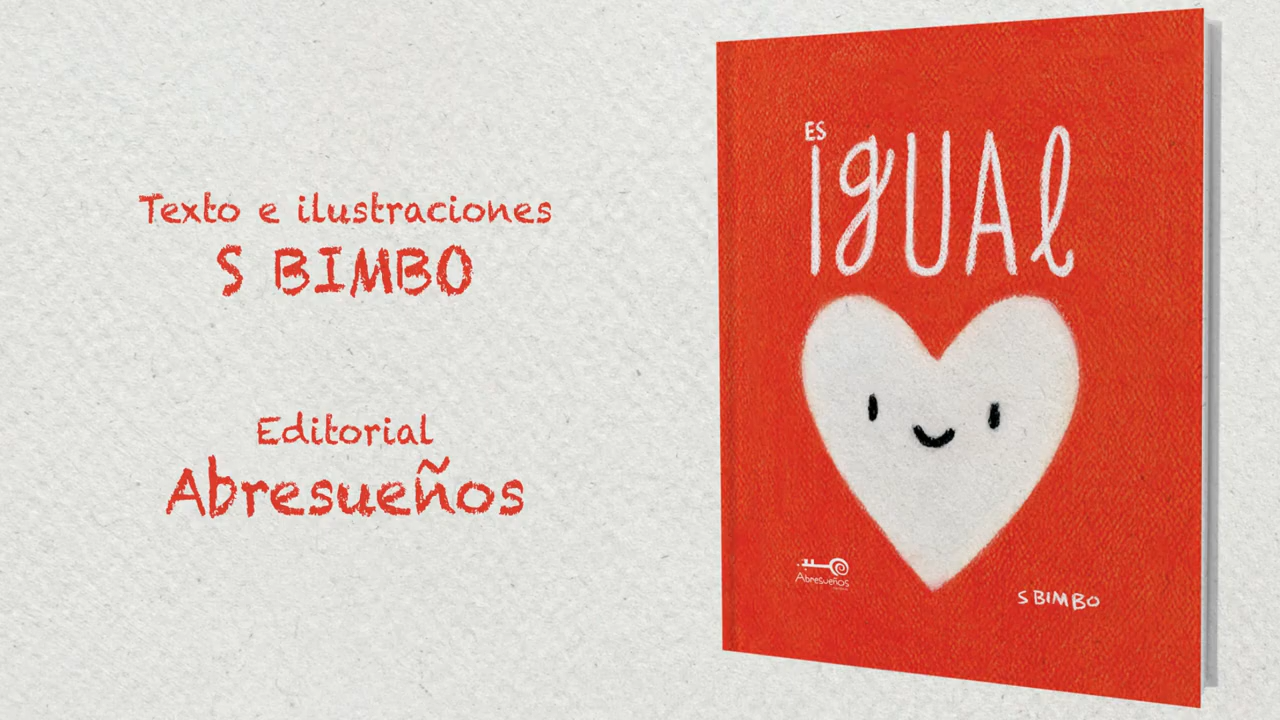 Texto e ilustraciones
S BIMBO
Editorial
Abresueños
ES
IgUAl
Abresueños
S BIMBO